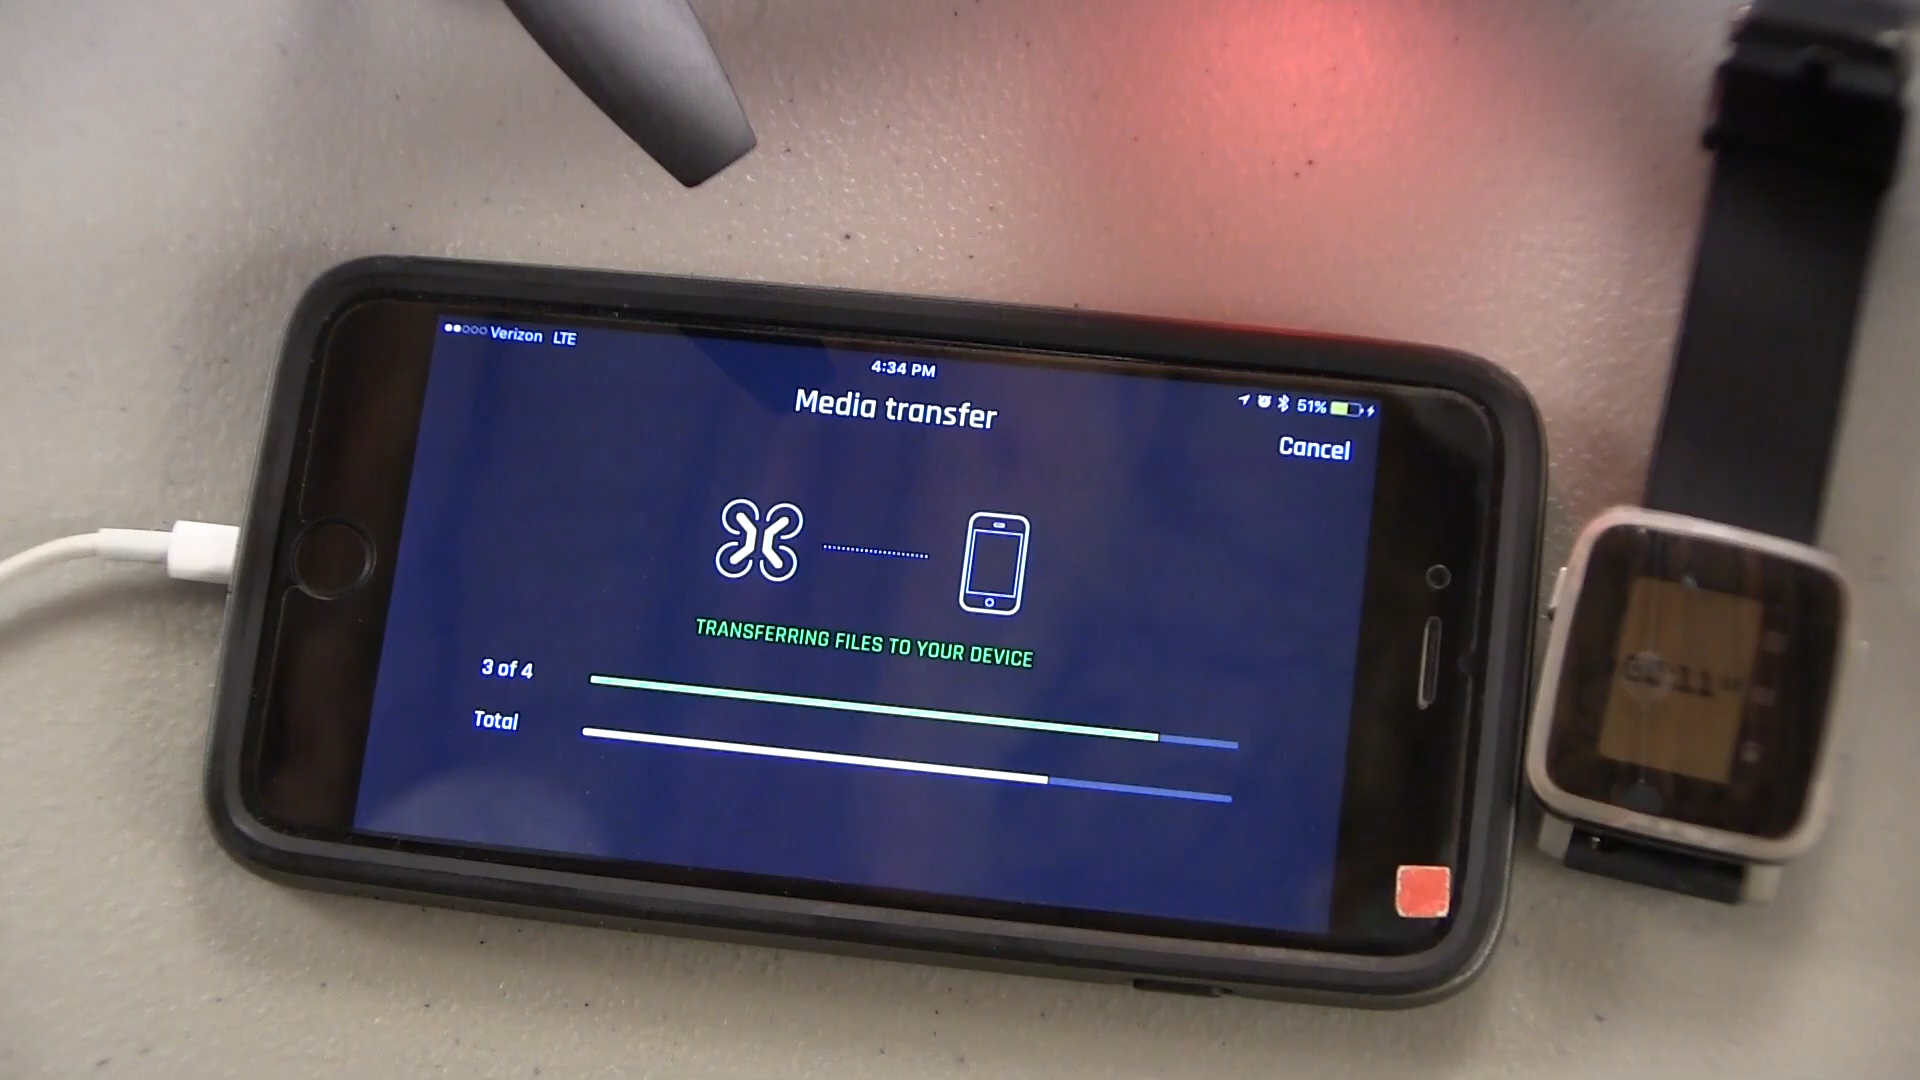 Verizon LTE
4:34 PM
51%
Media transfer
Cancel
TRANSFERRING FILES TO YOUR DEVICE
3 of 4
Total